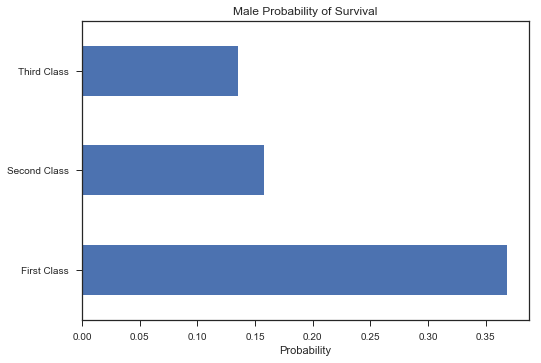 Male Probability of Survival
Third Class
Second Class
First Class
0.00 0.05 0.10 0.15 0.20 0.25 0.30 0.35
Probability